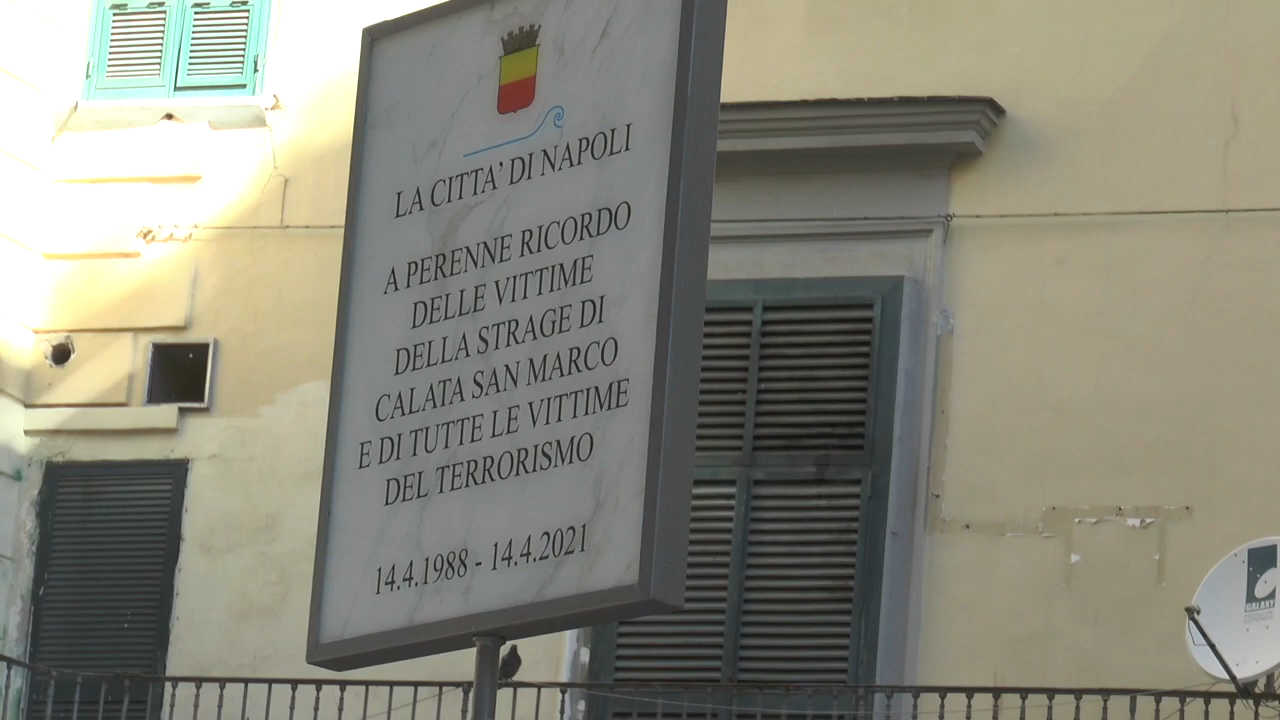 LA CITTA' DI NAPOLI
A PERENNE RICORDO
DELLE VITTIME
DELLA STRAGE DI
CALATA SAN MARCO
E DI TUTTE LE VITTIME
DEL TERRORISMO
14.4.1988 - 14.4.2021
GALAXY